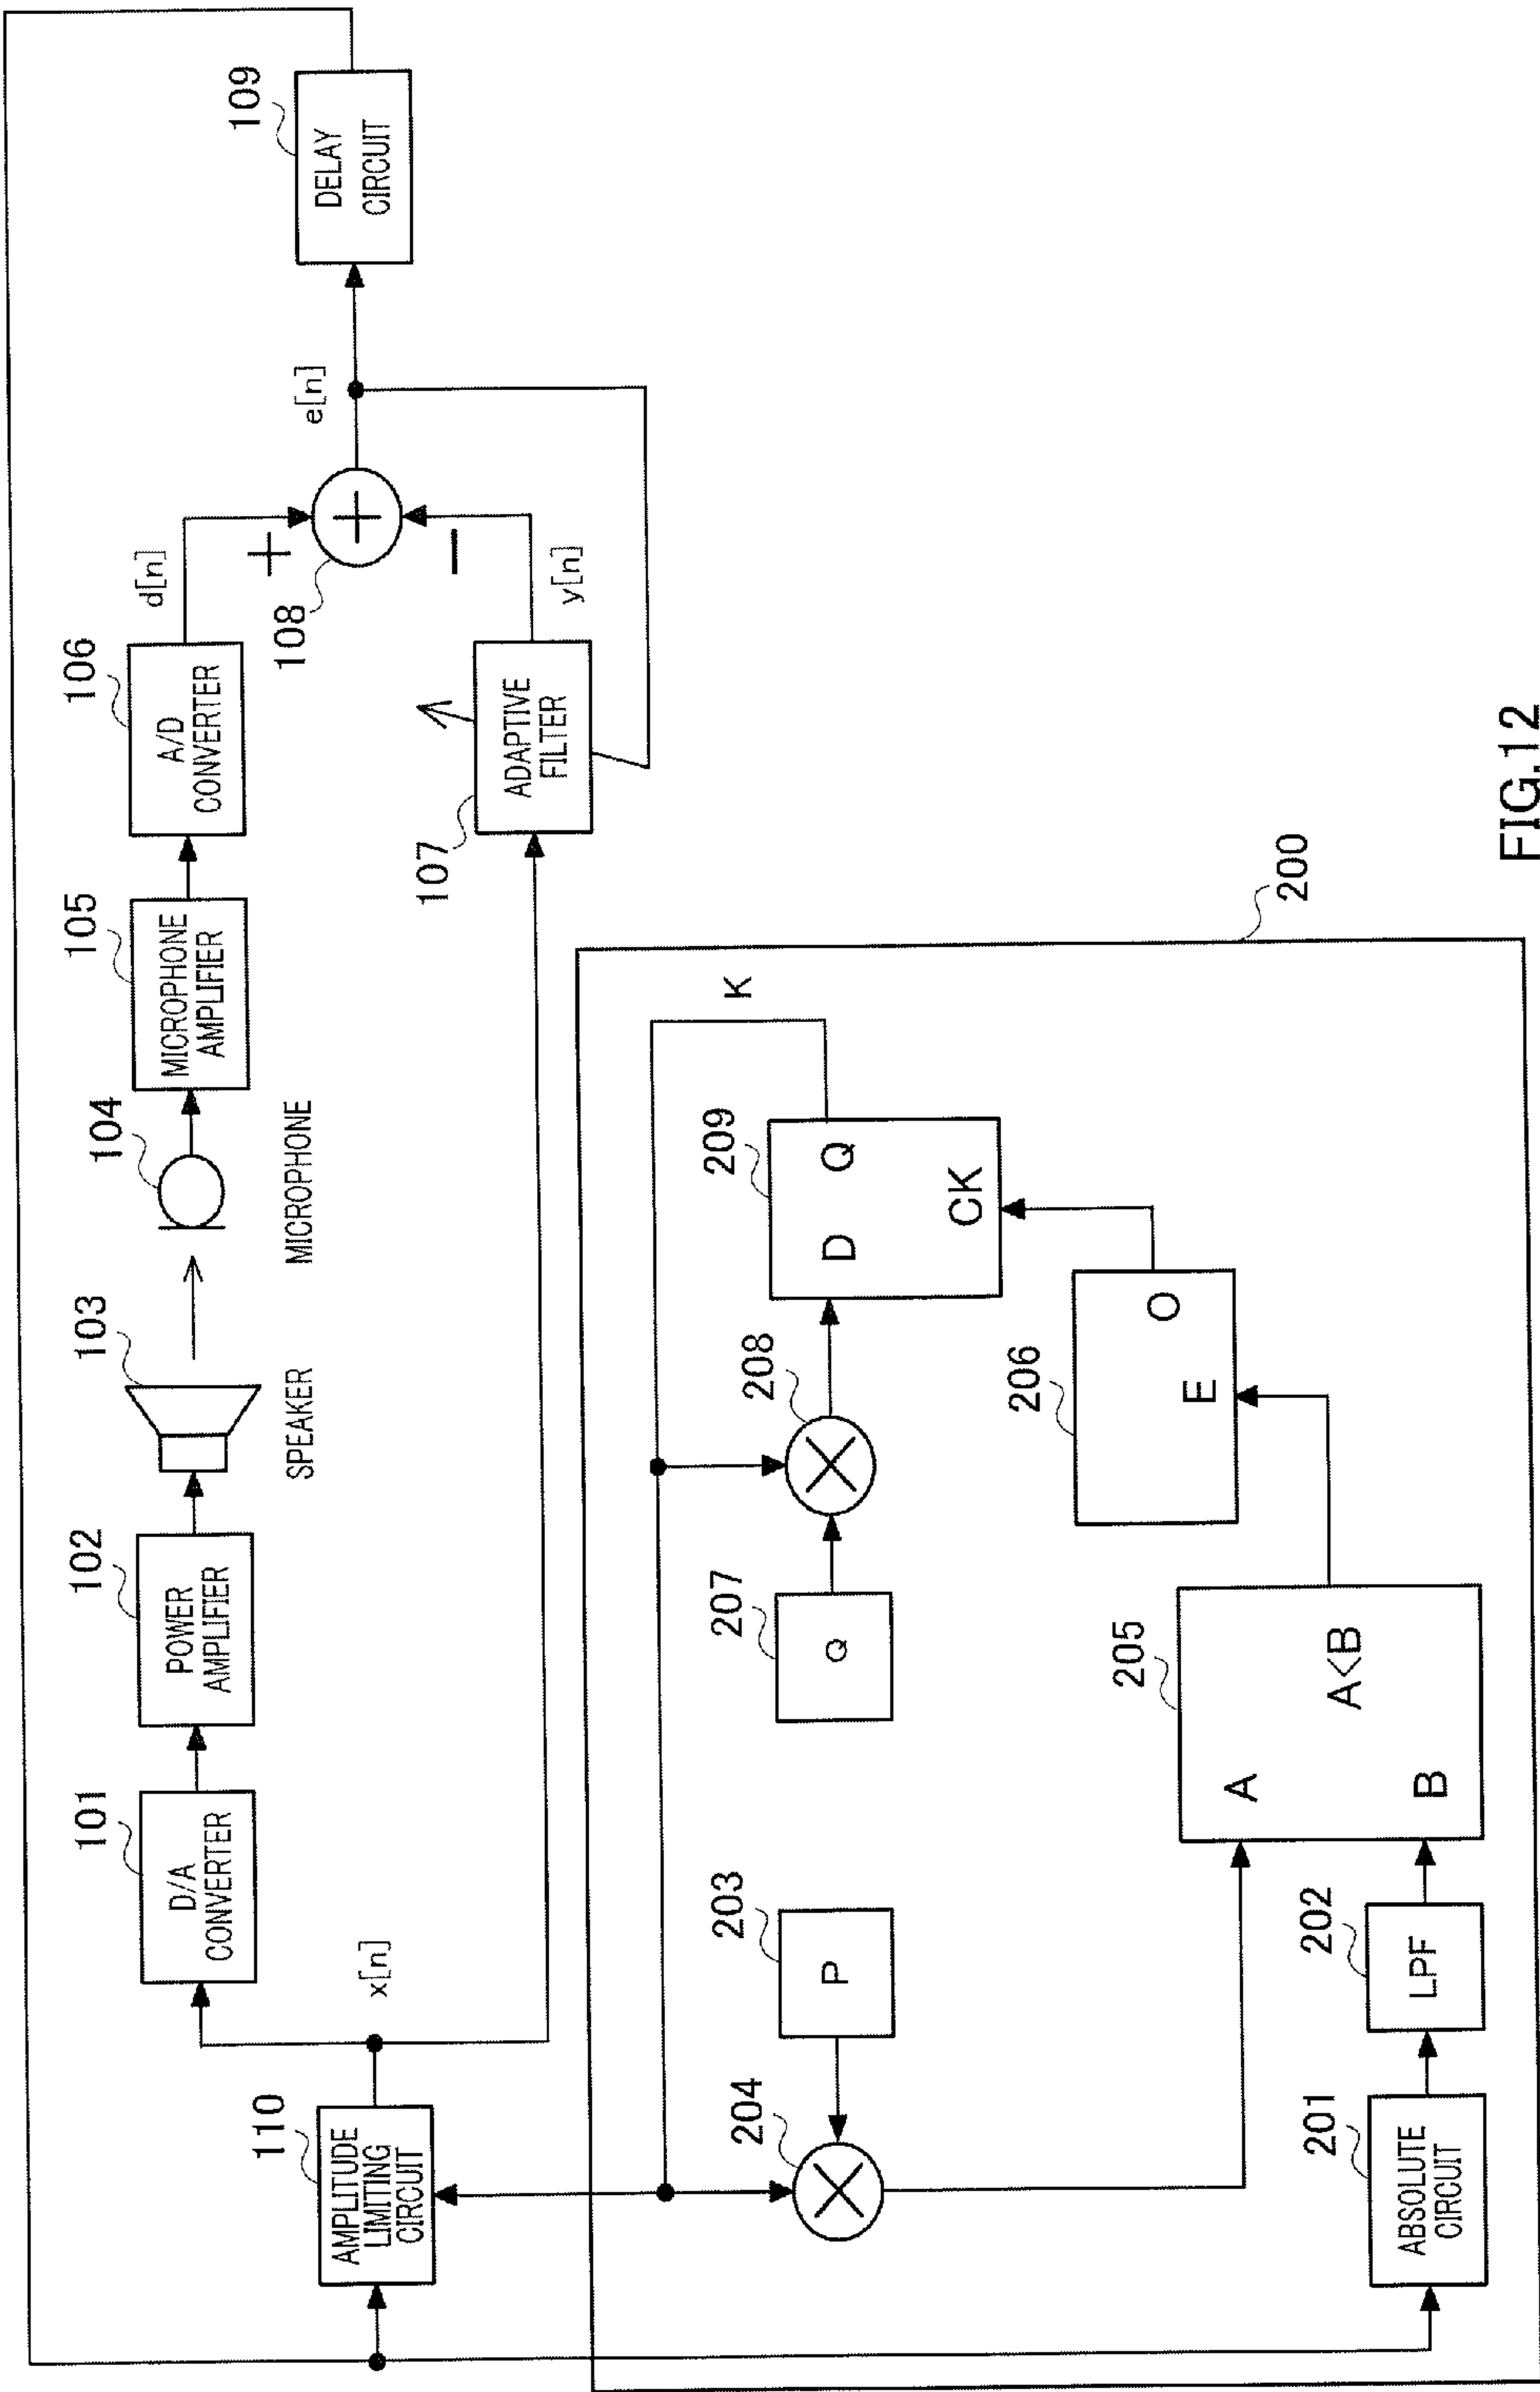 109
DELAY
CIRCUIT
e[n]
d[n]
+
108
+
−
y[n]
106
A/D
CONVERTER
107
ADAPTIVE
FILTER
105
MICROPHONE
AMPLIFIER
104
MICROPHONE
103
SPEAKER
102
POWER
AMPLIFIER
101
D/A
CONVERTER
x[n]
110
AMPLITUDE
LIMITING
CIRCUIT
200
K
209
D Q
CK
208
207
Q
206
E
O
205
A
A<B
B
203
P
204
202
LPF
201
ABSOLUTE
CIRCUIT
FIG.12